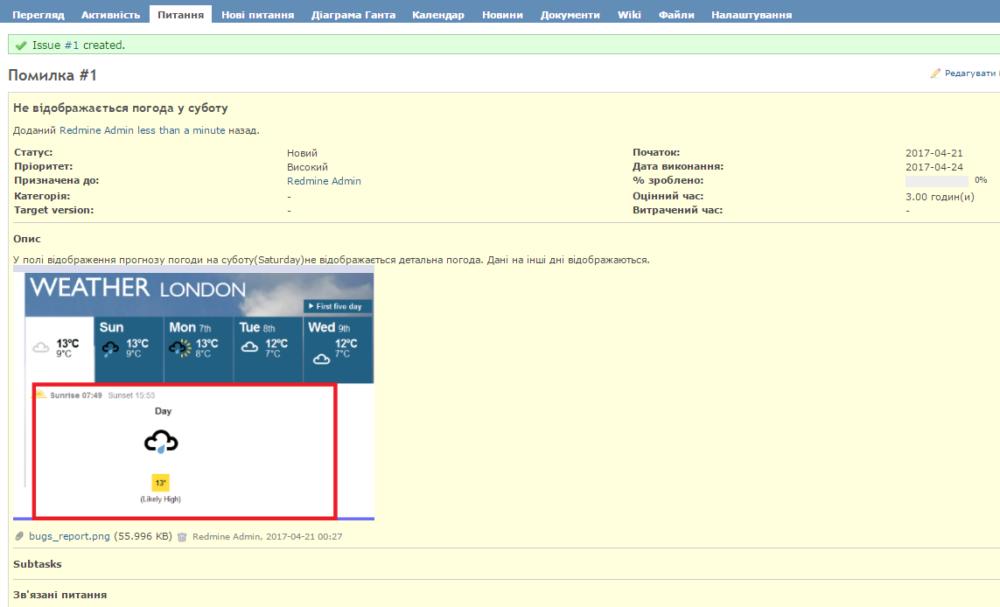 Перегляд Активність Питання Нові питання Діаграма Ганта Календар Новини Документи Wiki Файли Налаштування
Issue #1 created.
Помилка #1
Редагувати
Не відображається погода у суботу
Доданий Redmine Admin less than a minute назад.
Статус: Новий Початок: 2017-04-21
Пріоритет: Високий Дата виконання: 2017-04-24
Призначена до: Redmine Admin % зроблено: 0%
Категорія: - Оцінний час: 3.00 годин(и)
Target version: - Витрачений час: -
Опис
У полі відображення прогнозу погоди на суботу(Saturday)не відображається детальна погода. Дані на інші дні відображаються.
WEATHER LONDON
First five day
Sun Mon 7th Tue 8th Wed 9th
13°C 13°C 13°C 12°C 12°C
9°C 9°C 8°C 7°C 7°C
Sunrise 07:49 Sunset 15:53
Day
13°
(Likely High)
bugs_report.png (55.996 KB) Redmine Admin, 2017-04-21 00:27
Subtasks
Зв'язані питання